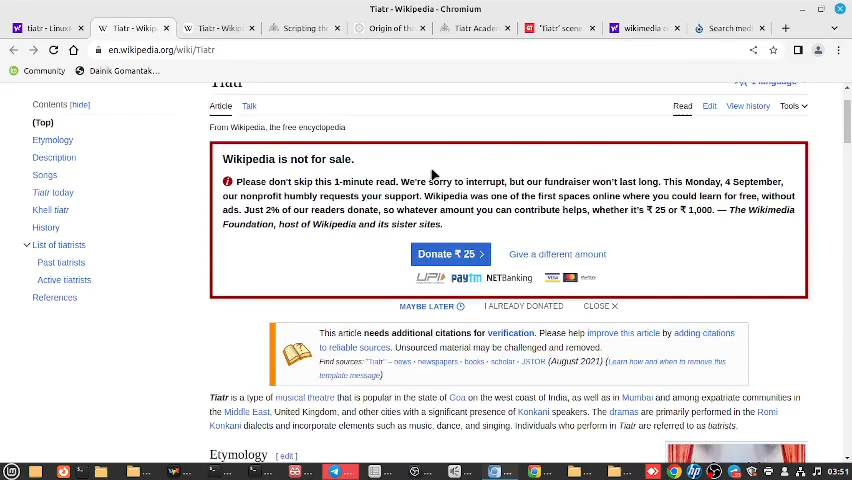 Tiatr - Wikipedia - Chromium
tiatr - Linux
Tiatr - Wikip
Tiatr - Wikip
Scripting the
Origin of the
Tiatr Acade
'Tiatr' scene
wikimedia c
Search med
en.wikipedia.org/wiki/Tiatr
Community
Dainik Gomantak...
Tiatr
1 language
Contents [hide]
Article Talk Read Edit View history Tools
(Top)
From Wikipedia, the free encyclopedia
Etymology
Description
Songs
Tiatr today
Khell tiatr
History
List of tiatrists
Past tiatrists
Active tiatrists
References
Wikipedia is not for sale.
Please don't skip this 1-minute read. We're sorry to interrupt, but our fundraiser won't last long. This Monday, 4 September,
our nonprofit humbly requests your support. Wikipedia was one of the first spaces online where you could learn for free, without
ads. Just 2% of our readers donate, so whatever amount you can contribute helps, whether it's ₹ 25 or ₹ 1,000. — The Wikimedia
Foundation, host of Wikipedia and its sister sites.
Donate ₹ 25 Give a different amount
UPI paytm NETBanking VISA
MAYBE LATER I ALREADY DONATED CLOSE
This article needs additional citations for verification. Please help improve this article by adding citations
to reliable sources. Unsourced material may be challenged and removed.
Find sources: "Tiatr" – news · newspapers · books · scholar · JSTOR (August 2021) (Learn how and when to remove this
template message)
Tiatr is a type of musical theatre that is popular in the state of Goa on the west coast of India, as well as in Mumbai and among expatriate communities in
the Middle East, United Kingdom, and other cities with a significant presence of Konkani speakers. The dramas are primarily performed in the Romi
Konkani dialects and incorporate elements such as music, dance, and singing. Individuals who perform in Tiatr are referred to as tiatrists.
Etymology [ edit ]
03:51